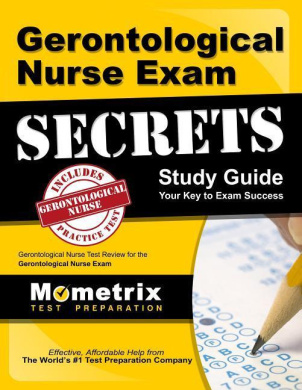 Gerontological
Nurse Exam
SECRETS
Study Guide
Your Key to Exam Success
INCLUDES
GERONTOLOGICAL
NURSE
PRACTICE TEST
Gerontological Nurse Test Review for the
Gerontological Nurse Exam
Mometrix
TEST PREPARATION
Effective, Affordable Help from
The World's #1 Test Preparation Company